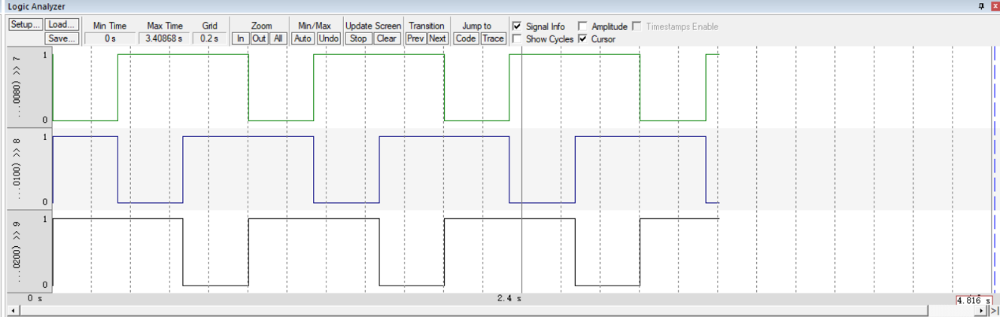 Logic Analyzer
Setup... Load... Min Time Max Time Grid Zoom Min/Max Update Screen Transition Jump to Signal Info Amplitude Timestamps Enable
Save... 0 s 3.40868 s 0.2 s In Out All Auto Undo Stop Clear Prev Next Code Trace Show Cycles Cursor
1
...0080) >> 7
0
1
...0100) >> 8
0
1
...0200) >> 9
0
0 s 2.4 s 4.816 s